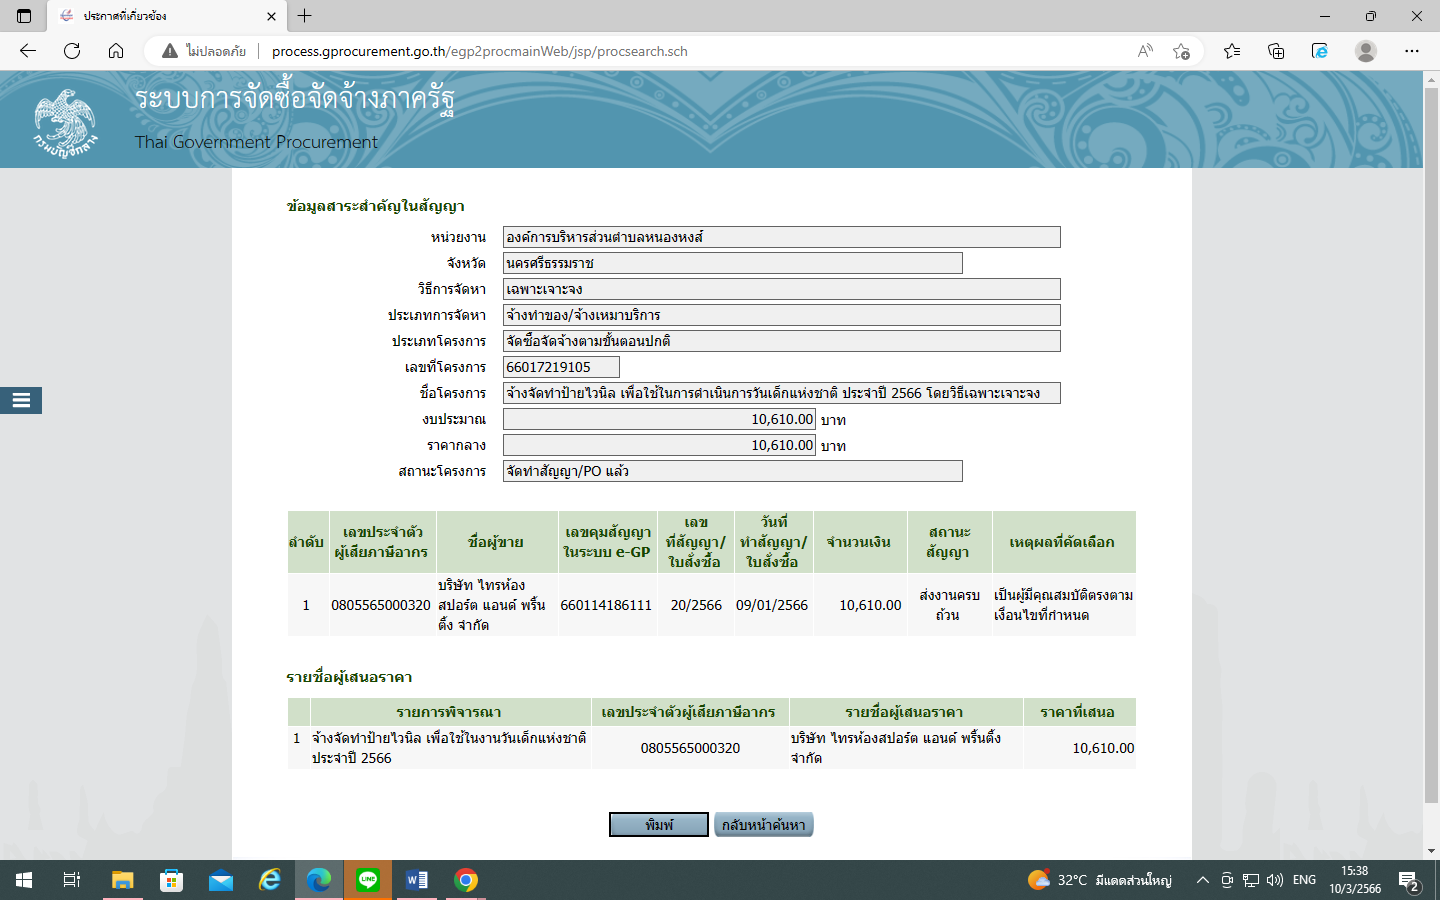 ประกาศที่เกี่ยวข้อง
ไม่ปลอดภัย
process.gprocurement.go.th/egp2procmainWeb/jsp/procsearch.sch
ระบบการจัดซื้อจัดจ้างภาครัฐ
Thai Government Procurement
กรมบัญชีกลาง
ข้อมูลสาระสำคัญในสัญญา
หน่วยงาน องค์การบริหารส่วนตำบลหนองหงส์
จังหวัด นครศรีธรรมราช
วิธีการจัดหา เฉพาะเจาะจง
ประเภทการจัดหา จ้างทำของ/จ้างเหมาบริการ
ประเภทโครงการ จัดซื้อจัดจ้างตามขั้นตอนปกติ
เลขที่โครงการ 66017219105
ชื่อโครงการ จ้างจัดทำป้ายไวนิล เพื่อใช้ในการดำเนินการวันเด็กแห่งชาติ ประจำปี 2566 โดยวิธีเฉพาะเจาะจง
งบประมาณ 10,610.00 บาท
ราคากลาง 10,610.00 บาท
สถานะโครงการ จัดทำสัญญา/PO แล้ว
ลำดับ เลขประจำตัวผู้เสียภาษีอากร ชื่อผู้ขาย เลขคุมสัญญาในระบบ e-GP เลขที่สัญญา/ใบสั่งซื้อ วันที่ทำสัญญา/ใบสั่งซื้อ จำนวนเงิน สถานะสัญญา เหตุผลที่คัดเลือก
1 0805565000320 บริษัท ไทรห้องสปอร์ต แอนด์ พริ้นติ้ง จำกัด 660114186111 20/2566 09/01/2566 10,610.00 ส่งงานครบถ้วน เป็นผู้มีคุณสมบัติตรงตามเงื่อนไขที่กำหนด
รายชื่อผู้เสนอราคา
รายการพิจารณา เลขประจำตัวผู้เสียภาษีอากร รายชื่อผู้เสนอราคา ราคาที่เสนอ
1 จ้างจัดทำป้ายไวนิล เพื่อใช้ในงานวันเด็กแห่งชาติ ประจำปี 2566 0805565000320 บริษัท ไทรห้องสปอร์ต แอนด์ พริ้นติ้ง จำกัด 10,610.00
พิมพ์ กลับหน้าค้นหา
32°C มีแดดส่วนใหญ่ ENG 15:38
10/3/2566 2